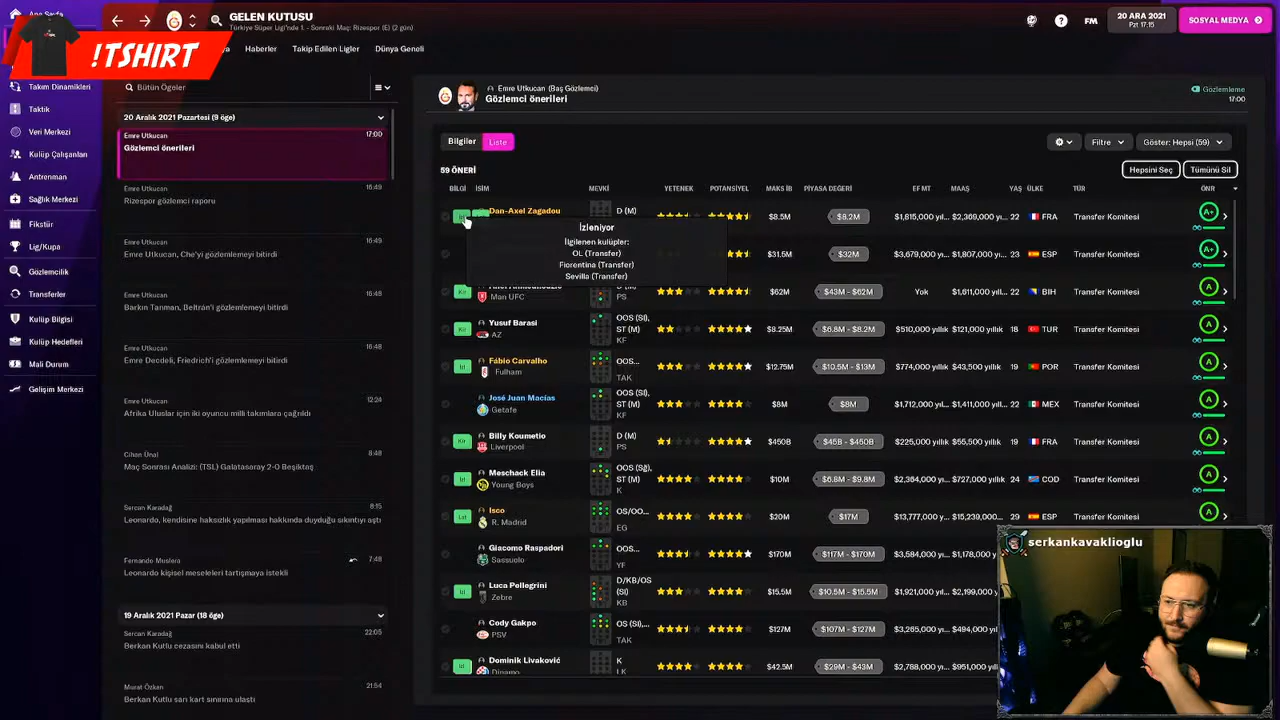 Ana Sayfa
GELEN KUTUSU
Türkiye Süper Ligi'nde 1. - Sonraki Maç: Rizespor (E) (2 gün)
FM
20 ARA 2021
Pzt 17:15
SOSYAL MEDYA
!TSHIRT
Haberler
Takip Edilen Ligler
Dünya Geneli
Takım Dinamikleri
Taktik
Veri Merkezi
Kulüp Çalışanları
Antrenman
Sağlık Merkezi
Fikstür
Lig/Kupa
Gözlemcilik
Transferler
Kulüp Bilgisi
Kulüp Hedefleri
Mali Durum
Gelişim Merkezi
Bütün Ögeler
20 Aralık 2021 Pazartesi (9 öge)
Emre Utkucan 17:00
Gözlemci önerileri
Emre Utkucan 16:49
Rizespor gözlemci raporu
Emre Utkucan 16:49
Emre Utkucan, Che'yi gözlemlemeyi bitirdi
Emre Utkucan 16:48
Barkın Tanman, Beltrán'i gözlemlemeyi bitirdi
Emre Utkucan 16:48
Emre Decdeli, Friedrich'i gözlemlemeyi bitirdi
Emre Utkucan 12:24
Afrika Uluslar için iki oyuncu milli takımlara çağrıldı
Cihan Ünal 8:48
Maç Sonrası Analizi: (TSL) Galatasaray 2-0 Beşiktaş
Sercan Karadağ 8:15
Leonardo, kendisine haksızlık yapılması hakkında duyduğu sıkıntıyı aştı
Fernando Muslera 7:48
Leonardo kişisel meseleleri tartışmaya istekli
19 Aralık 2021 Pazar (18 öge)
Sercan Karadağ 22:05
Berkan Kutlu cezasını kabul etti
Murat Özkan 21:54
Berkan Kutlu sarı kart sınırına ulaştı
Emre Utkucan (Baş Gözlemci)
Gözlemci önerileri
Gözlemleme
17:00
Bilgiler
Liste
Filtre
Göster: Hepsi (59)
59 ÖNERİ
Hepsini Seç
Tümünü Sil
BİLGİ İSİM MEVKİ YETENEK POTANSİYEL MAKS İB PİYASA DEĞERİ EF MT MAAŞ YAŞ ÜLKE TÜR ÖNR
Dan-Axel Zagadou D (M) $8.5M $8.2M $1,815,000 yıl... $2,369,000 yıl... 22 FRA Transfer Komitesi A+
İzleniyor
İlgilenen kulüpler:
OL (Transfer)
Fiorentina (Transfer)
Sevilla (Transfer)
$31.5M $32M $3,679,000 yıl... $1,807,000 yıl... 23 ESP Transfer Komitesi A+
Kir Man UFC PS $62M $54M - $62M Yok $1,611,000 yıl... 22 BIH Transfer Komitesi A
Kir Yusuf Barasi AZ OOS (Sl), ST (M) KF $8.25M $6.8M - $8.2M $510,000 yıllık $121,000 yıllık 18 TUR Transfer Komitesi A
Fábio Carvalho Fulham OOS... TAK $12.75M $10.5M - $13M $774,000 yıllık $43,500 yıllık 19 POR Transfer Komitesi A
José Juan Macías Getafe OOS (Sl), ST (M) KF $8M $8M $1,712,000 yıl... $1,411,000 yıll... 22 MEX Transfer Komitesi A
Kir Billy Koumetio Liverpool D (M) PS $450B $45B - $450B $225,000 yıllık $55,500 yıllık 19 FRA Transfer Komitesi A
Meschack Elia Young Boys OOS (Sğ), ST (M) K $10M $6.8M - $9.8M $2,364,000 yıl... $727,000 yıllık 24 COD Transfer Komitesi A
Isco R. Madrid OS/OO... EG $20M $17M $13,777,000 yı... $15,239,000... 29 ESP Transfer Komitesi A
Giacomo Raspadori Sassuolo OOS... YF $170M $117M - $170M $3,584,000 yıl... $1,178,000
Luca Pellegrini Zebre D/KB/OS (Sl) KB $15.5M $10.5M - $15.5M $1,921,000 yıl... $2,199,000
Cody Gakpo PSV OS (Sl),... TAK $127M $107M - $127M $3,265,000 yıl... $494,000
Dominik Livaković Dinamo K LK $42.5M $29M - $43M $2,788,000 yıl... $951,000
serkankavaklioglu